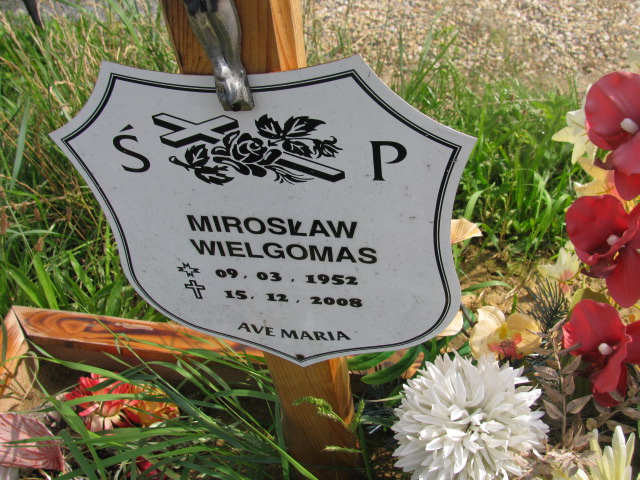 Ś P
MIROSŁAW
WIELGOMAS
09.03.1952
15.12.2008
AVE MARIA